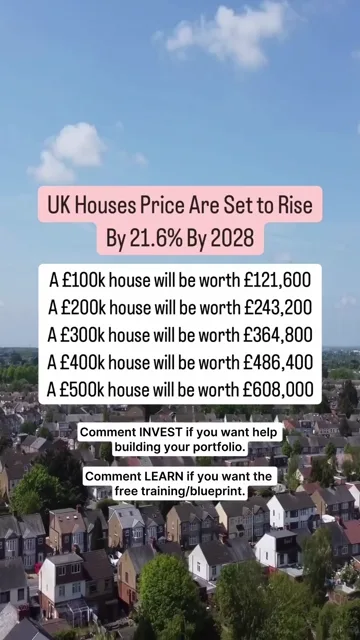 UK Houses Price Are Set to Rise
By 21.6% By 2028
A £100k house will be worth £121,600
A £200k house will be worth £243,200
A £300k house will be worth £364,800
A £400k house will be worth £486,400
A £500k house will be worth £608,000
Comment INVEST if you want help
building your portfolio.
Comment LEARN if you want the
free training/blueprint.